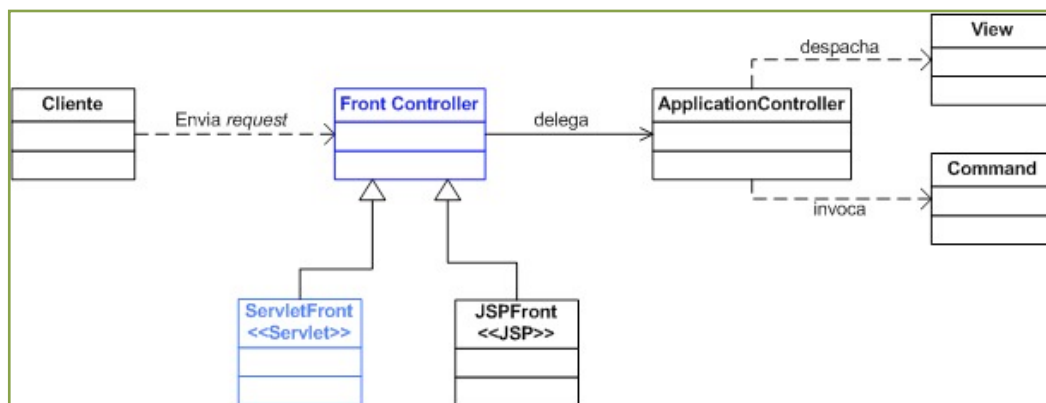 View
despacha
Cliente
Front Controller
ApplicationController
Envia request
delega
Command
invoca
ServletFront
<<Servlet>>
JSPFront
<<JSP>>